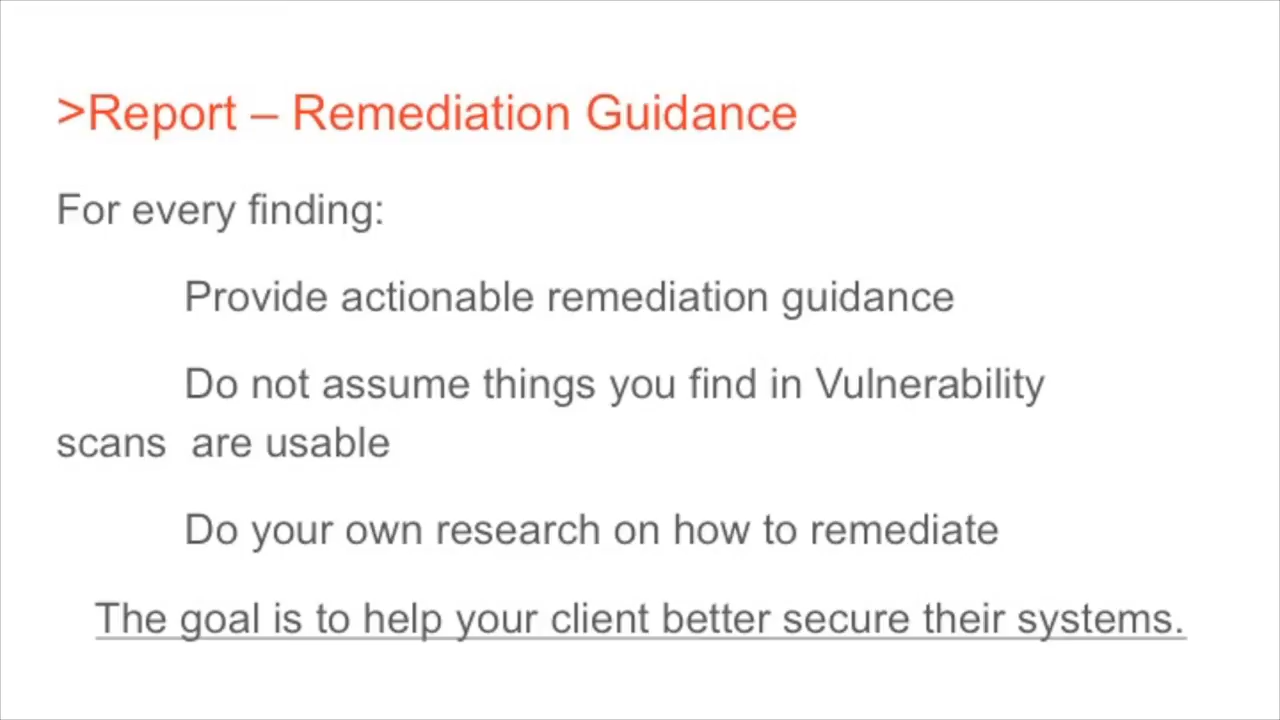 >Report – Remediation Guidance
For every finding:
Provide actionable remediation guidance
Do not assume things you find in Vulnerability
scans  are usable
Do your own research on how to remediate
The goal is to help your client better secure their systems.